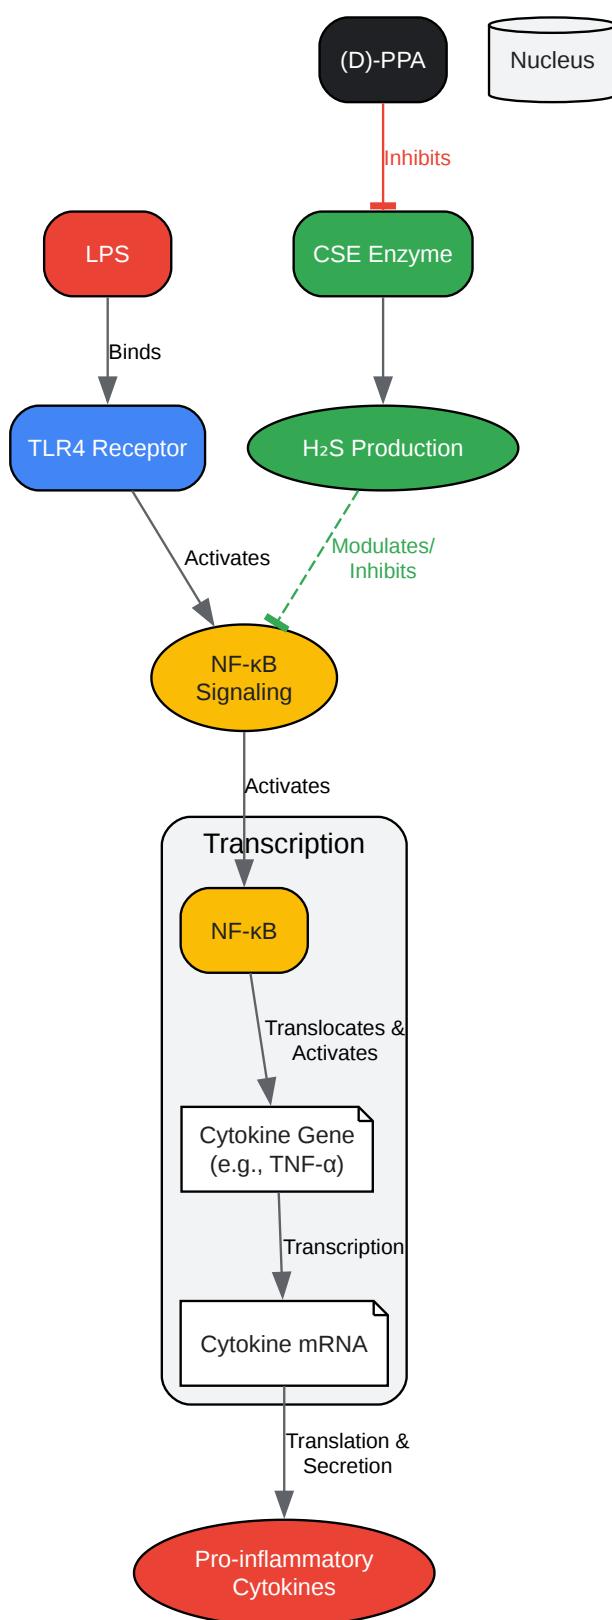 (D)-PPA
Nucleus
Inhibits
LPS
CSE Enzyme
Binds
TLR4 Receptor
H₂S Production
Activates
Modulates/
Inhibits
NF-κB
Signaling
Activates
Transcription
NF-κB
Translocates &
Activates
Cytokine Gene
(e.g., TNF-α)
Transcription
Cytokine mRNA
Translation &
Secretion
Pro-inflammatory
Cytokines